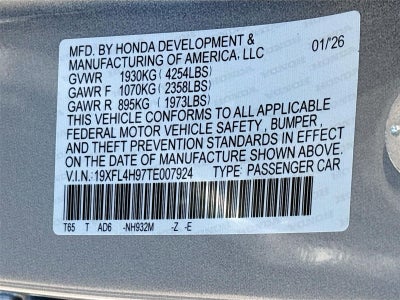 MFD. BY HONDA DEVELOPMENT &
MANUFACTURING OF AMERICA, LLC 01/26
GVWR 1930KG (4254LBS)
GAWR F 1070KG (2358LBS)
GAWR R 895KG (1973LBS)
THIS VEHICLE CONFORMS TO ALL APPLICABLE
FEDERAL MOTOR VEHICLE SAFETY, BUMPER,
AND THEFT PREVENTION STANDARDS IN EFFECT
ON THE DATE OF MANUFACTURE SHOWN ABOVE.
V.I.N.: 19XFL4H97TE007924 TYPE: PASSENGER CAR
T65 T AD6 -NH932M -Z -E